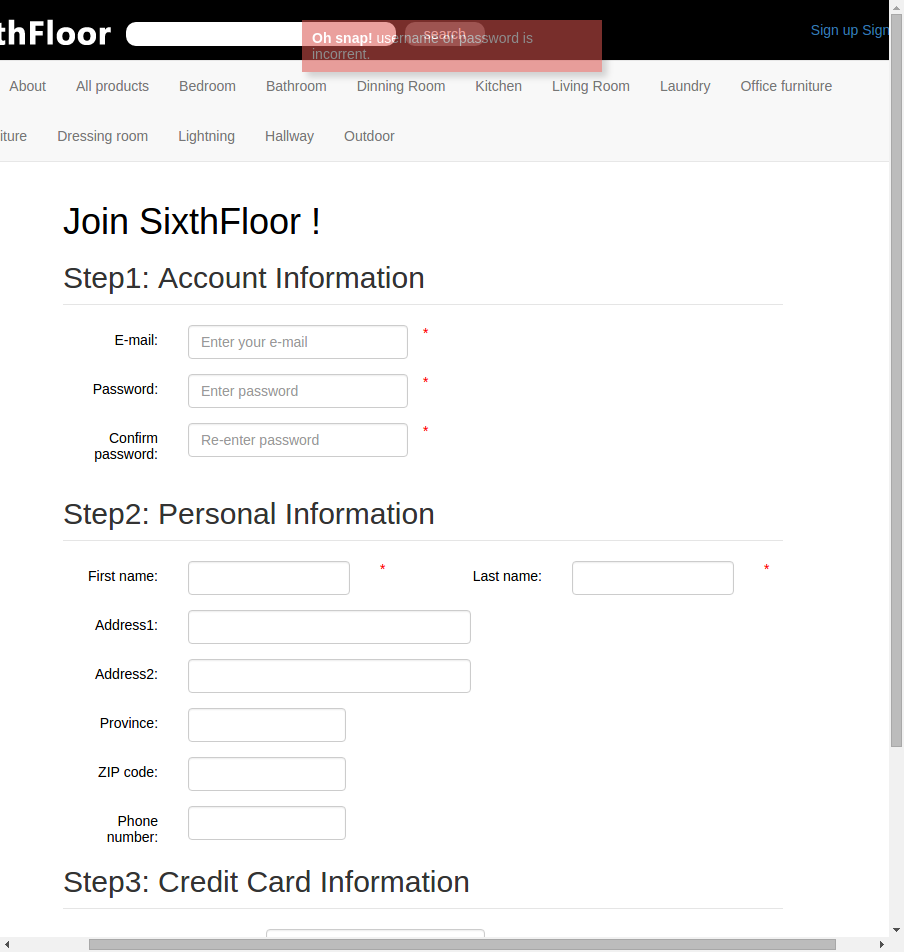 thFloor search Sign up Sign
Oh snap! username or password is
incorrent.
About All products Bedroom Bathroom Dinning Room Kitchen Living Room Laundry Office furniture
iture Dressing room Lightning Hallway Outdoor
Join SixthFloor !
Step1: Account Information
E-mail: Enter your e-mail *
Password: Enter password *
Confirm
password: Re-enter password *
Step2: Personal Information
First name: * Last name: *
Address1:
Address2:
Province:
ZIP code:
Phone
number:
Step3: Credit Card Information